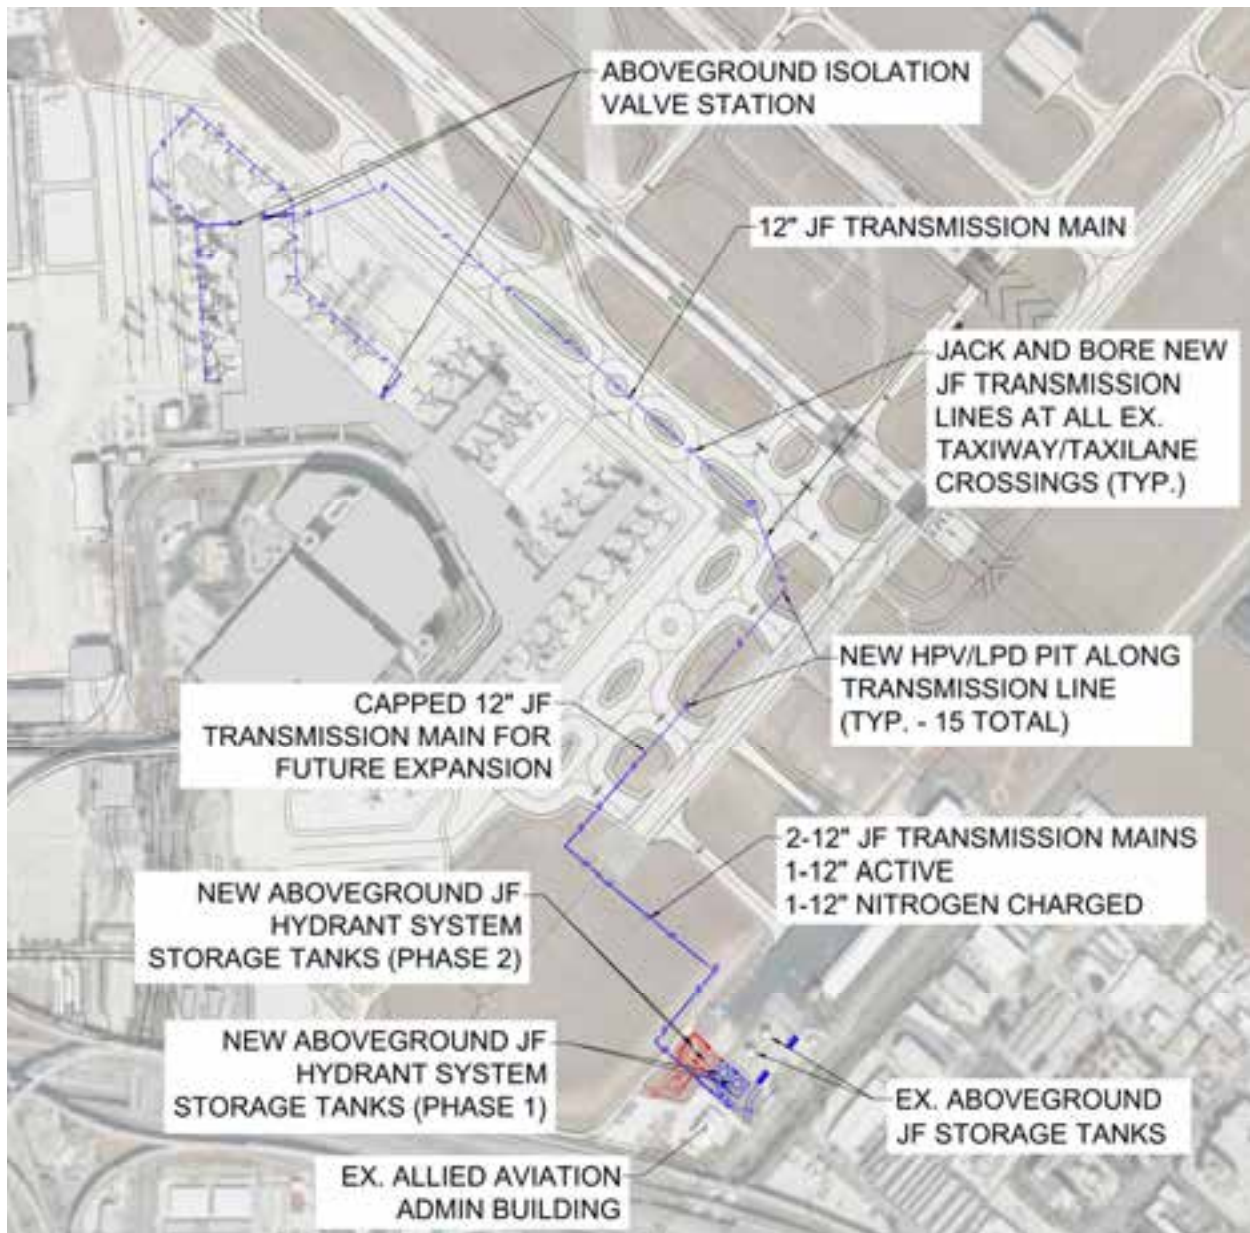 ABOVEGROUND ISOLATION
VALVE STATION
12" JF TRANSMISSION MAIN
JACK AND BORE NEW
JF TRANSMISSION
LINES AT ALL EX.
TAXIWAY/TAXILANE
CROSSINGS (TYP.)
NEW HPV/LPD PIT ALONG
TRANSMISSION LINE
(TYP. - 15 TOTAL)
CAPPED 12" JF
TRANSMISSION MAIN FOR
FUTURE EXPANSION
2-12" JF TRANSMISSION MAINS
1-12" ACTIVE
1-12" NITROGEN CHARGED
NEW ABOVEGROUND JF
HYDRANT SYSTEM
STORAGE TANKS (PHASE 2)
NEW ABOVEGROUND JF
HYDRANT SYSTEM
STORAGE TANKS (PHASE 1)
EX. ABOVEGROUND
JF STORAGE TANKS
EX. ALLIED AVIATION
ADMIN BUILDING